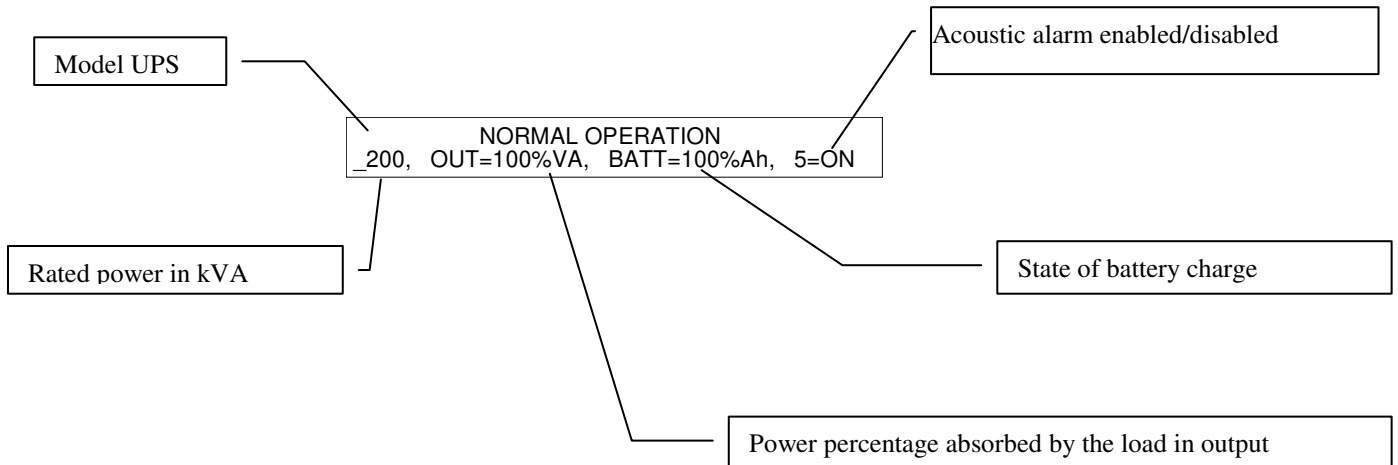 Acoustic alarm enabled/disabled
Model UPS
NORMAL OPERATION
_200, OUT=100%VA, BATT=100%Ah, 5=ON
Rated power in kVA
State of battery charge
Power percentage absorbed by the load in output